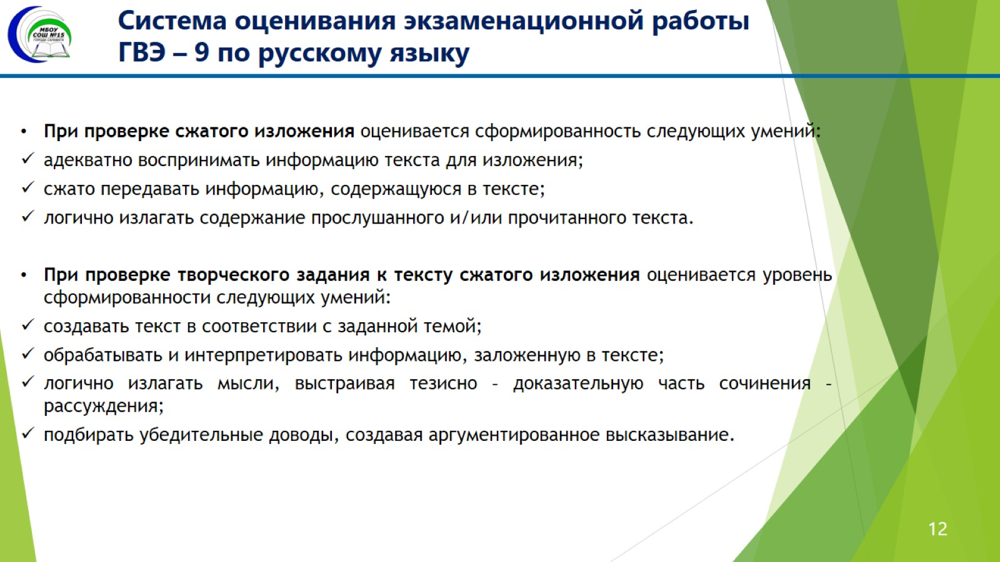 МБОУ
СОШ №15
ГОРОДА САЛАВАТА
Система оценивания экзаменационной работы
ГВЭ – 9 по русскому языку
• При проверке сжатого изложения оценивается сформированность следующих умений:
✓ адекватно воспринимать информацию текста для изложения;
✓ сжато передавать информацию, содержащуюся в тексте;
✓ логично излагать содержание прослушанного и/или прочитанного текста.
• При проверке творческого задания к тексту сжатого изложения оценивается уровень
сформированности следующих умений:
✓ создавать текст в соответствии с заданной темой;
✓ обрабатывать и интерпретировать информацию, заложенную в тексте;
✓ логично излагать мысли, выстраивая тезисно - доказательную часть сочинения -
рассуждения;
✓ подбирать убедительные доводы, создавая аргументированное высказывание.
12